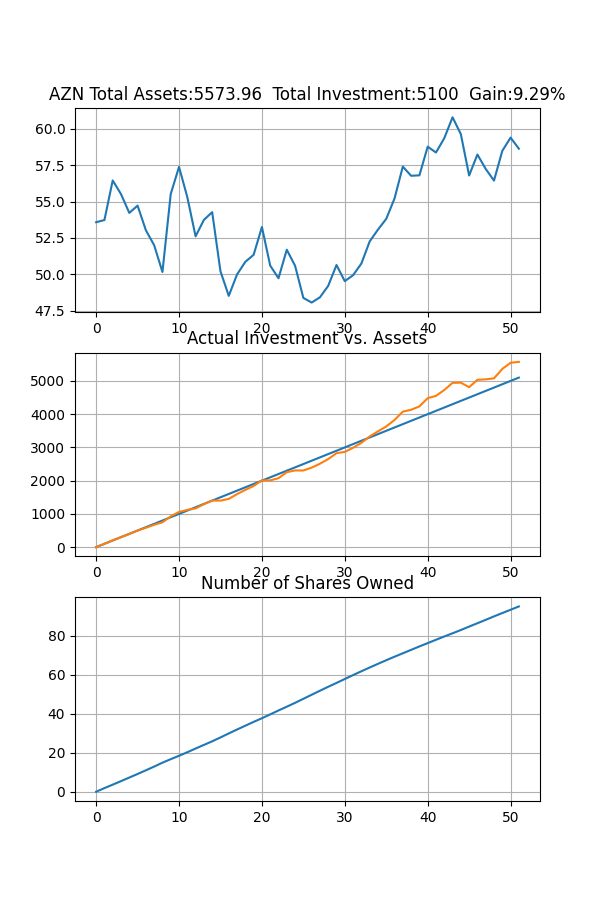 AZN Total Assets:5573.96  Total Investment:5100  Gain:9.29%
60.0
57.5
55.0
52.5
50.0
47.5
0 10 20 30 40 50
Actual Investment vs. Assets
5000
4000
3000
2000
1000
0
0 10 20 30 40 50
Number of Shares Owned
80
60
40
20
0
0 10 20 30 40 50